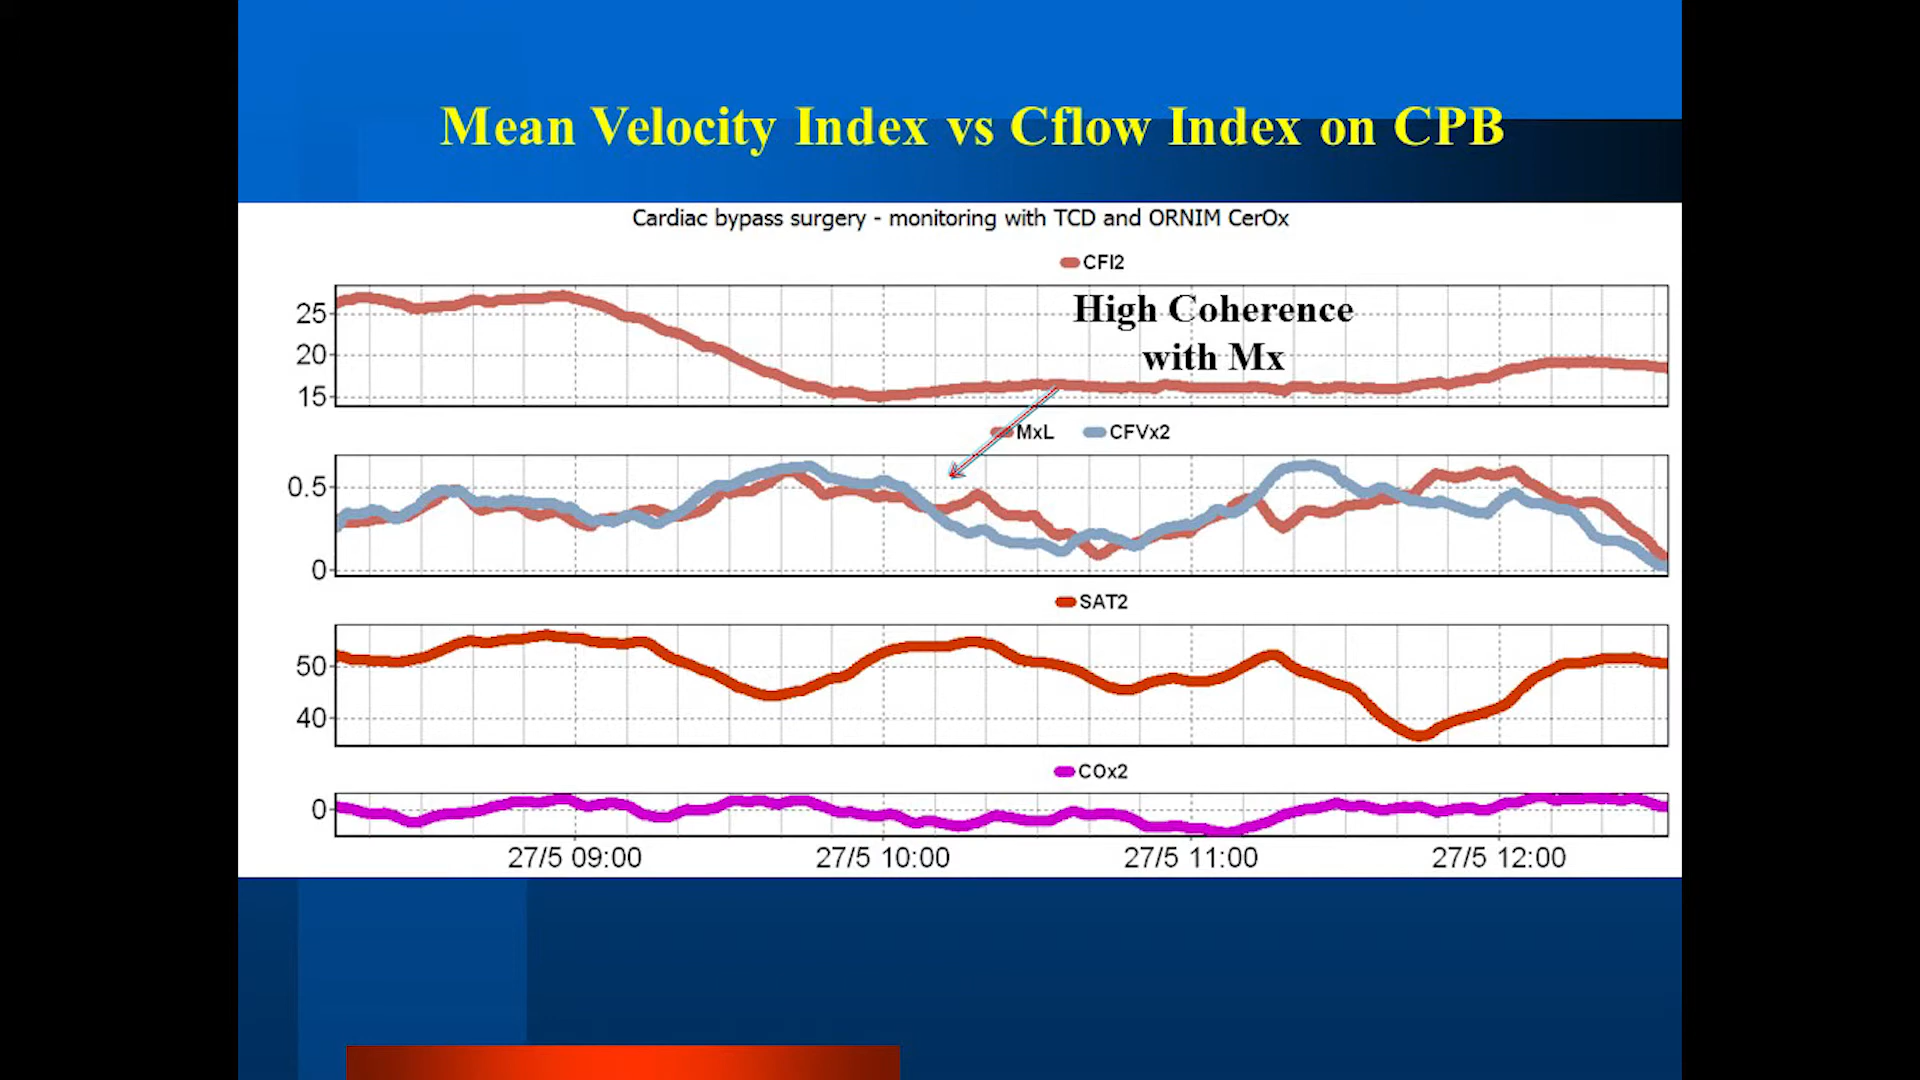 Mean Velocity Index vs Cflow Index on CPB
Cardiac bypass surgery - monitoring with TCD and ORNIM CerOx
CFI2
25
20
15
High Coherence
with Mx
MxL CFVx2
0.5
0
SAT2
50
40
COx2
0
27/5 09:00 27/5 10:00 27/5 11:00 27/5 12:00